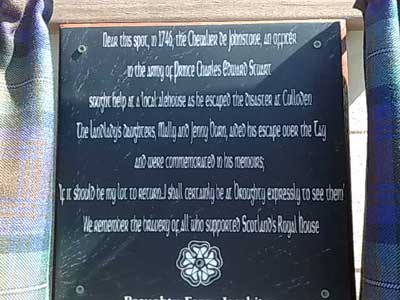 Near this spot, in 1746, the Chevalier de Johnstone, an officer
in the army of Prince Charles Edward Stuart
sought help at a local alehouse as he escaped the disaster at Culloden
The landlady's daughters, Mally and Jenny Burn, aided his escape over the Tay
and were commemorated in his memoirs;
'If it should be my lot to return...I shall certainly be at Broughty expressly to see them'
We remember the bravery of all who supported Scotland's Royal House
Broughty Ferry